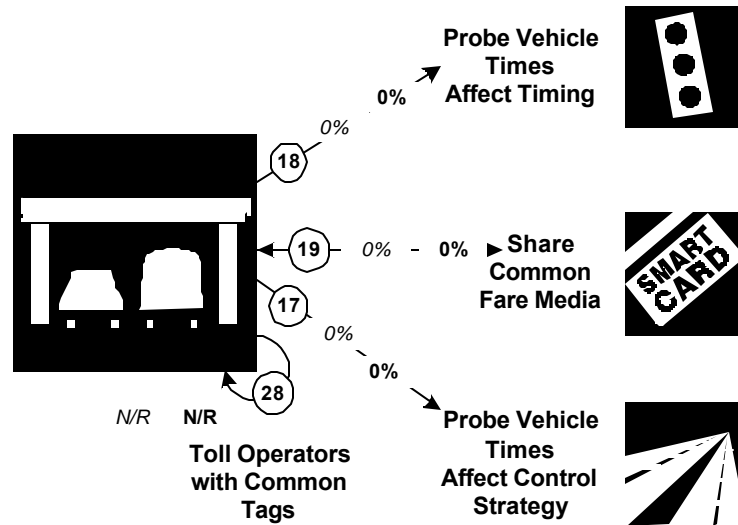 Probe Vehicle
Times
Affect Timing
0%
0%
18
19
0%
0%
Share
Common
Fare Media
SMART
CARD
17
0%
0%
28
N/R
N/R
Toll Operators
with Common
Tags
Probe Vehicle
Times
Affect Control
Strategy